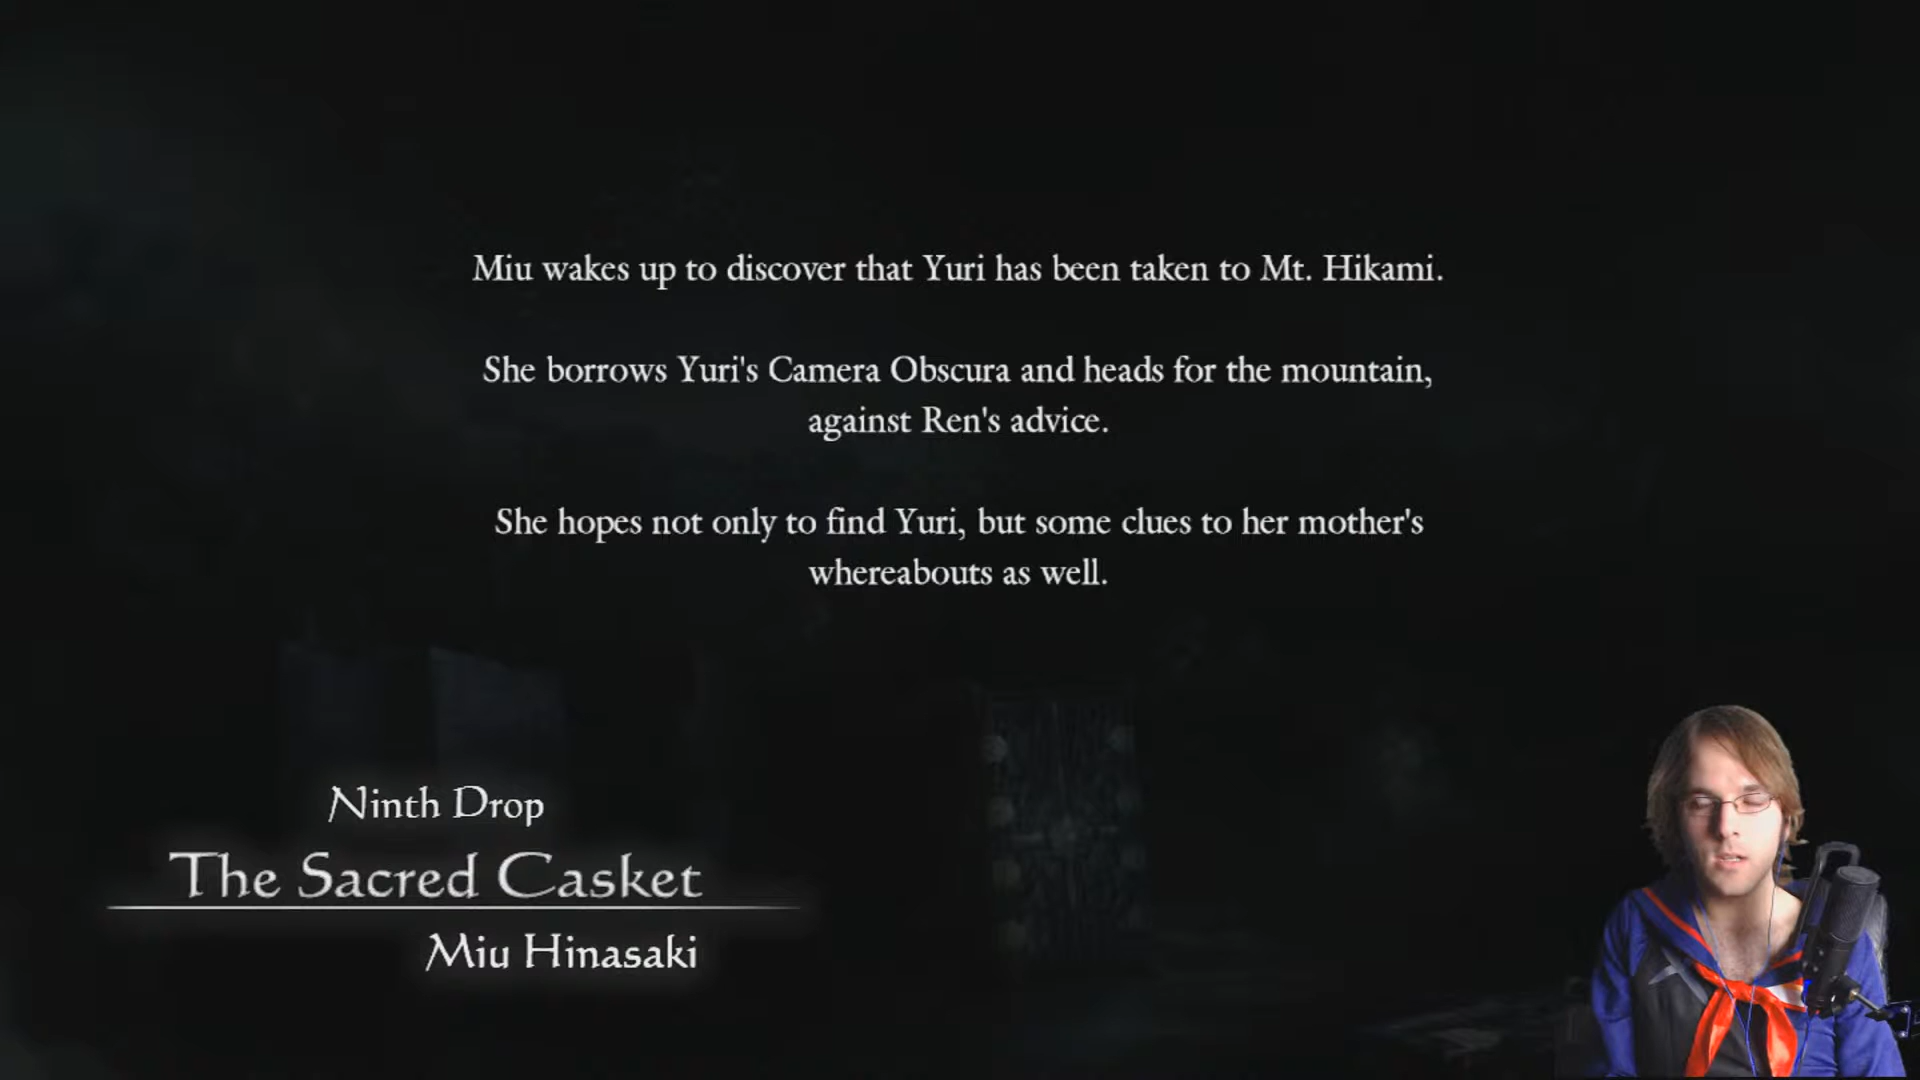 Miu wakes up to discover that Yuri has been taken to Mt. Hikami.
She borrows Yuri's Camera Obscura and heads for the mountain,
against Ren's advice.
She hopes not only to find Yuri, but some clues to her mother's
whereabouts as well.
Ninth Drop
The Sacred Casket
Miu Hinasaki